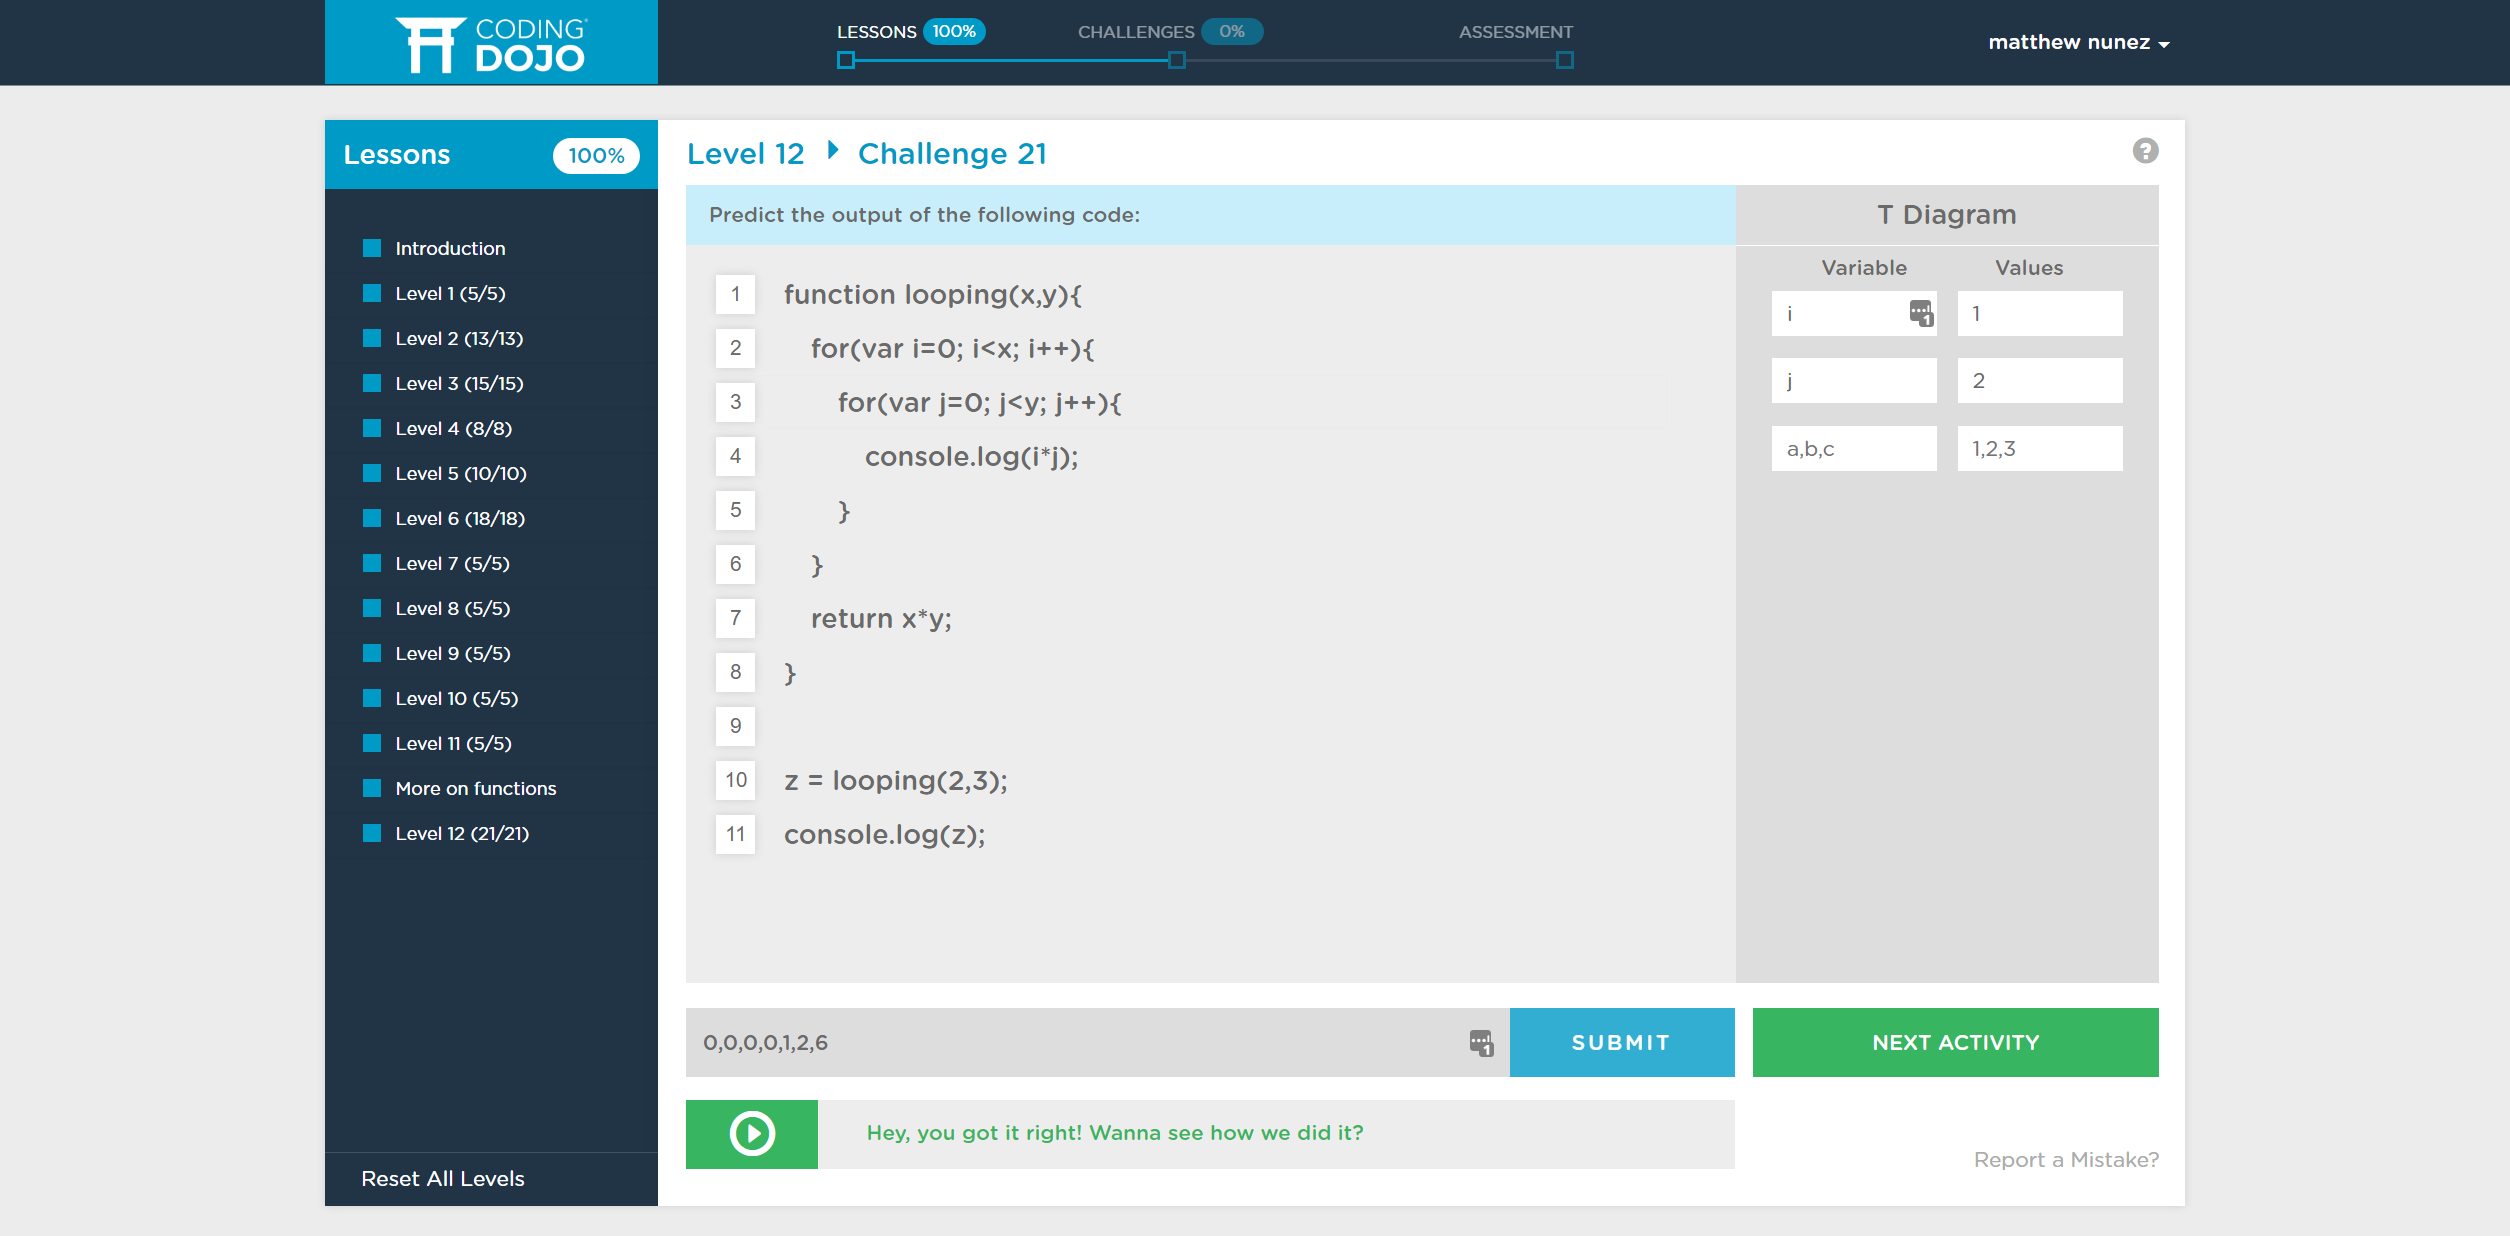 CODING
DOJO
LESSONS 100%
CHALLENGES 0%
ASSESSMENT
matthew nunez
Lessons 100%
Introduction
Level 1 (5/5)
Level 2 (13/13)
Level 3 (15/15)
Level 4 (8/8)
Level 5 (10/10)
Level 6 (18/18)
Level 7 (5/5)
Level 8 (5/5)
Level 9 (5/5)
Level 10 (5/5)
Level 11 (5/5)
More on functions
Level 12 (21/21)
Reset All Levels
Level 12 Challenge 21
?
Predict the output of the following code:
1 function looping(x,y){
2 for(var i=0; i<x; i++){
3 for(var j=0; j<y; j++){
4 console.log(i*j);
5 }
6 }
7 return x*y;
8 }
9
10 z = looping(2,3);
11 console.log(z);
T Diagram
Variable Values
i 1 1
j 2
a,b,c 1,2,3
0,0,0,0,1,2,6 1
SUBMIT
NEXT ACTIVITY
Hey, you got it right! Wanna see how we did it?
Report a Mistake?